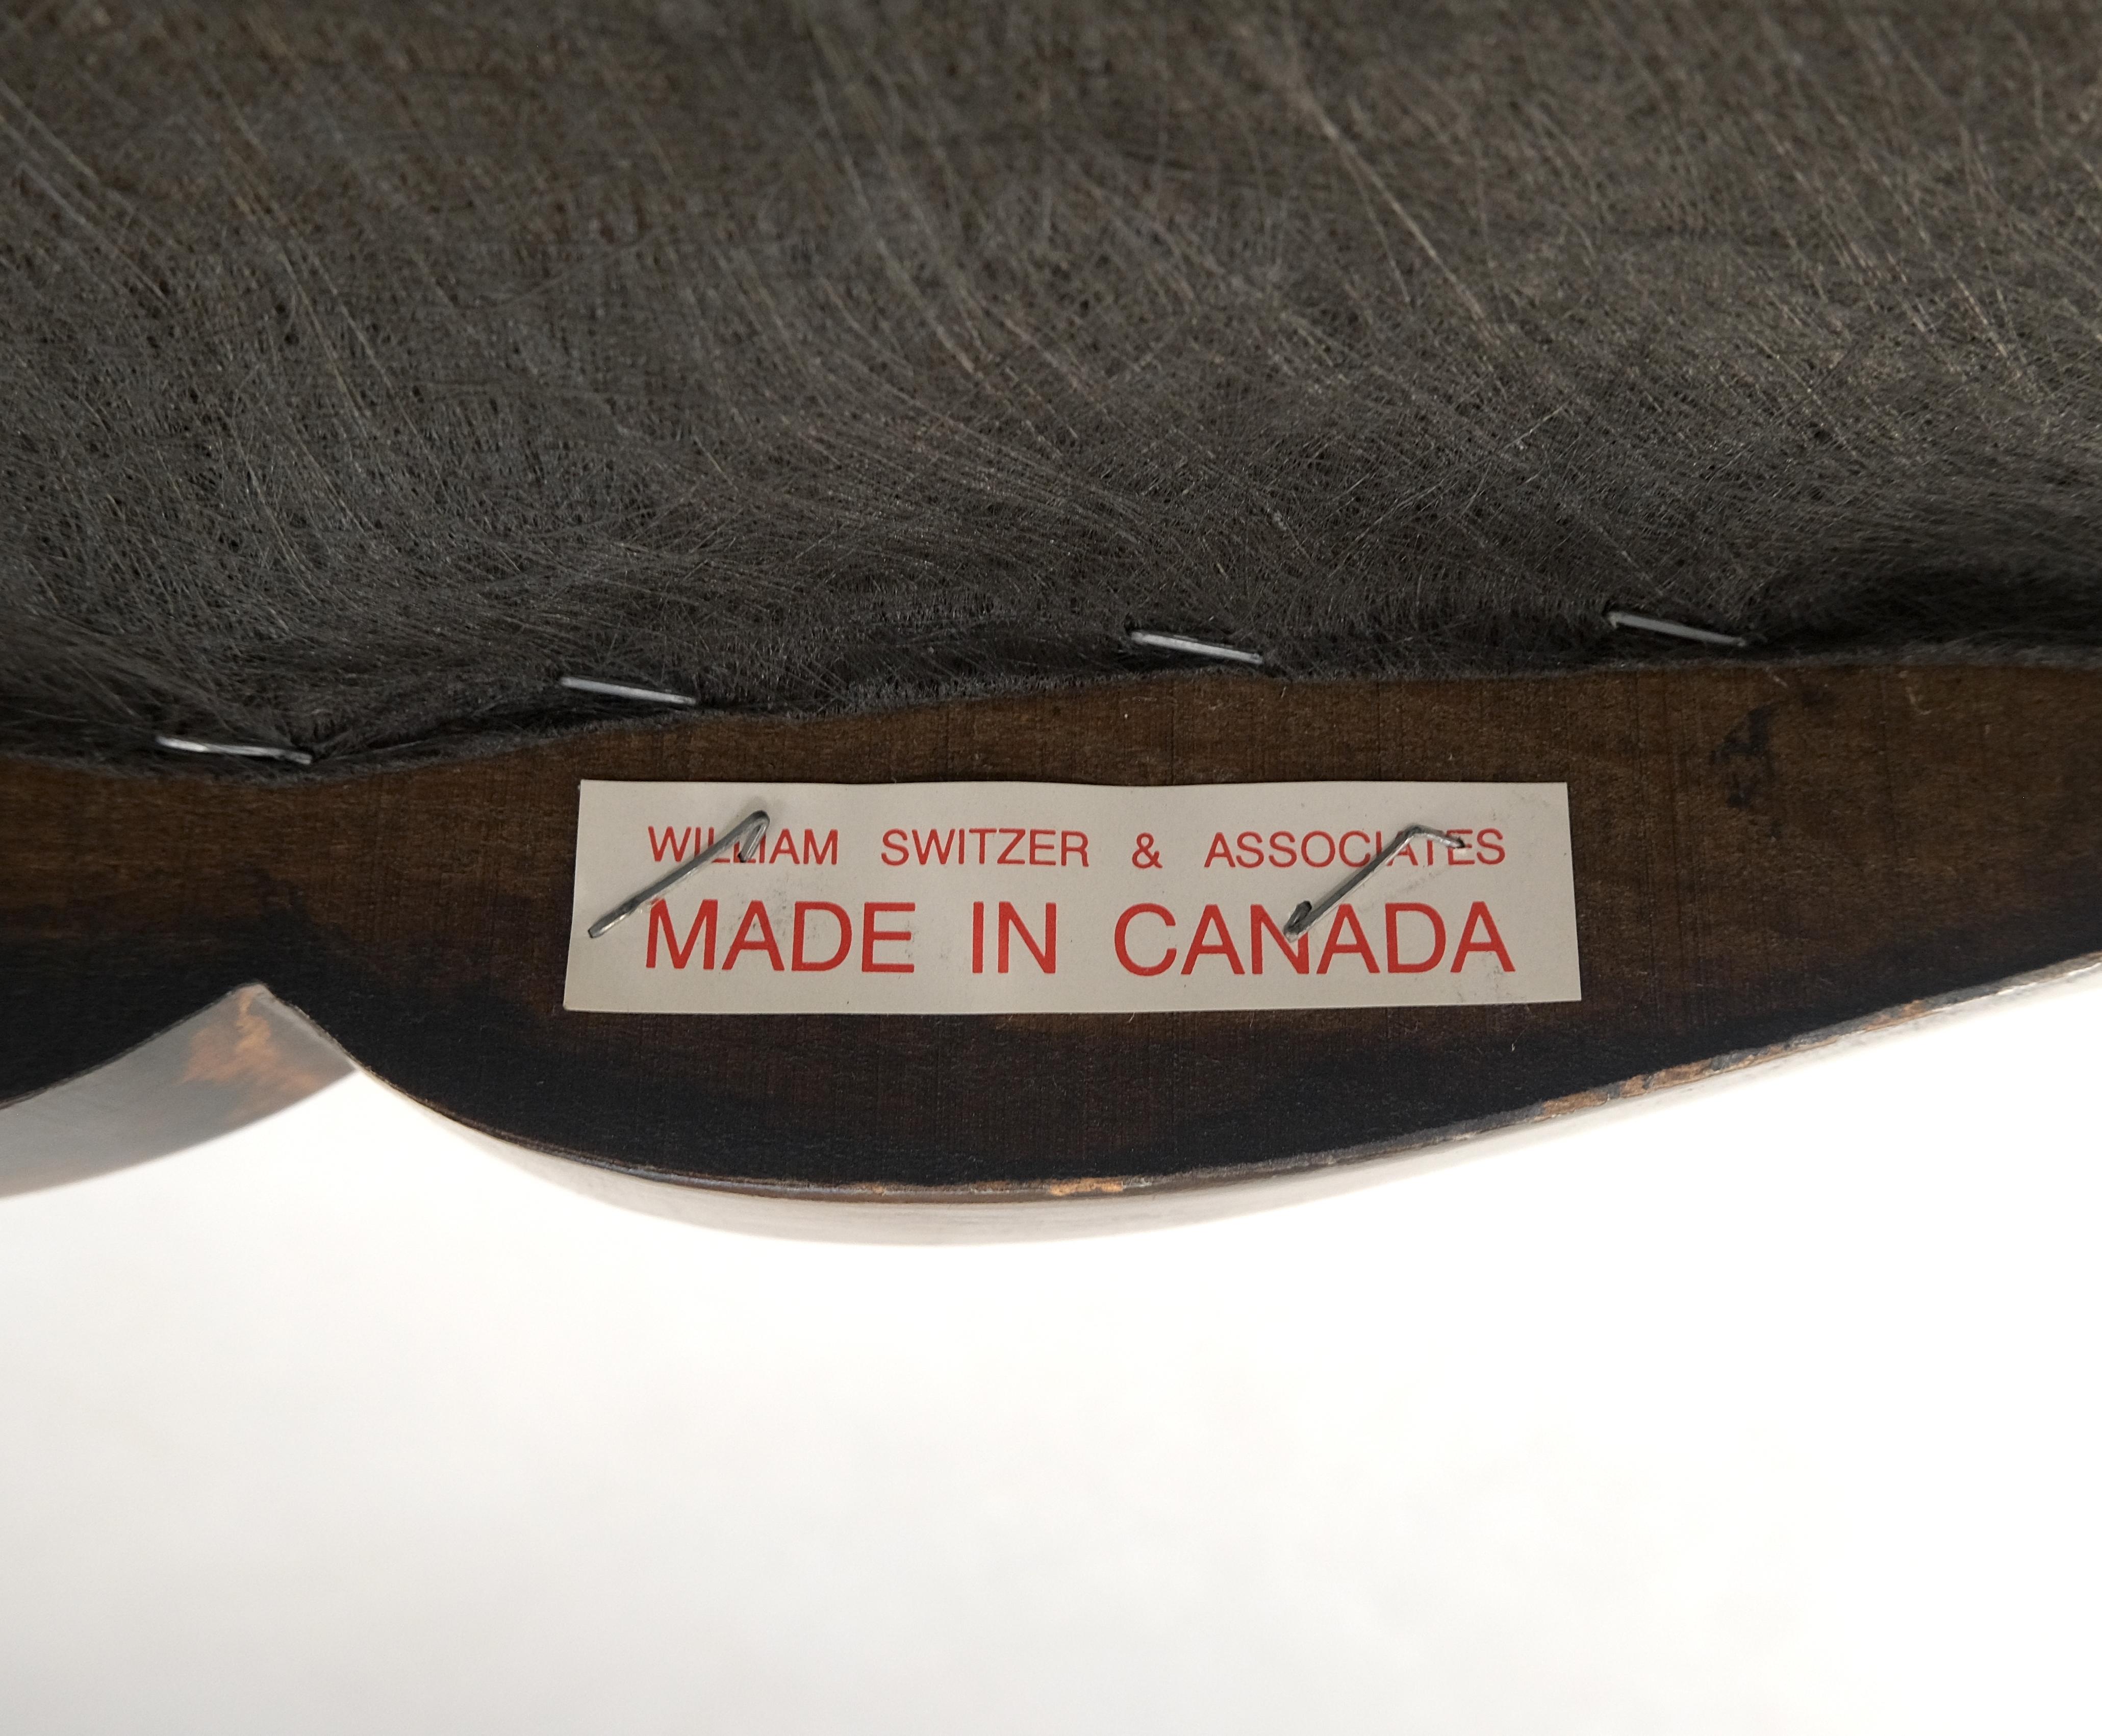 WILLIAM SWITZER & ASSOCIATES
MADE IN CANADA